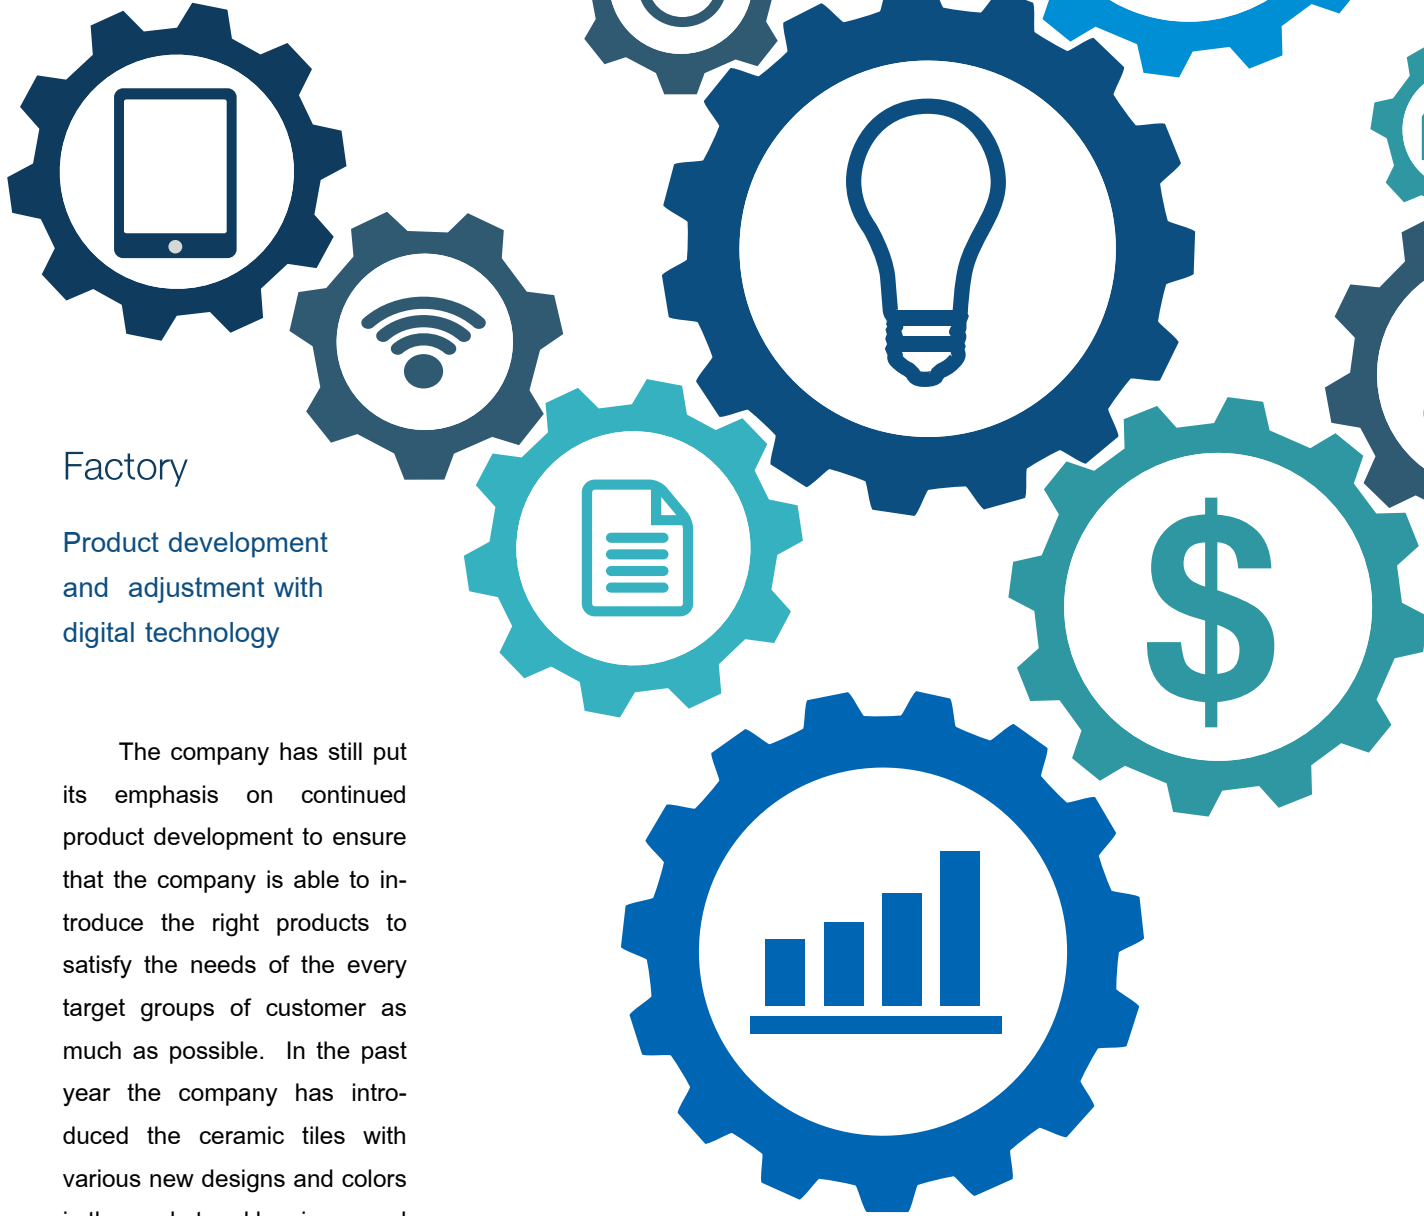 Factory
Product development
and adjustment with
digital technology
The company has still put
its emphasis on continued
product development to ensure
that the company is able to in-
troduce the right products to
satisfy the needs of the every
target groups of customer as
much as possible. In the past
year the company has intro-
duced the ceramic tiles with
various new designs and colors
$